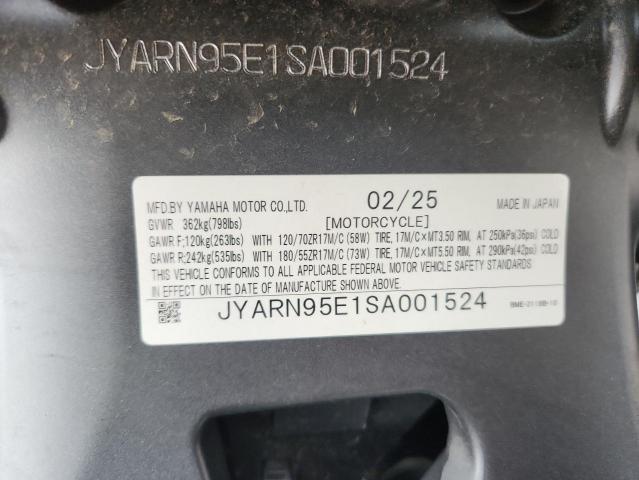 JYARN95E1SA001524
MFD.BY YAMAHA MOTOR CO.,LTD. 02/25 MADE IN JAPAN
GVWR 362kg(798lbs) [MOTORCYCLE]
GAWR F;120kg(263lbs) WITH 120/70ZR17M/C (58W) TIRE, 17M/C×MT3.50 RIM, AT 250kPa(36psi) COLD
GAWR R;242kg(535lbs) WITH 180/55ZR17M/C (73W) TIRE, 17M/C×MT5.50 RIM, AT 290kPa(42psi) COLD
THIS VEHICLE CONFORMS TO ALL APPLICABLE FEDERAL MOTOR VEHICLE SAFETY STANDARDS
IN EFFECT ON THE DATE OF MANUFACTURE SHOWN ABOVE.
JYARN95E1SA001524